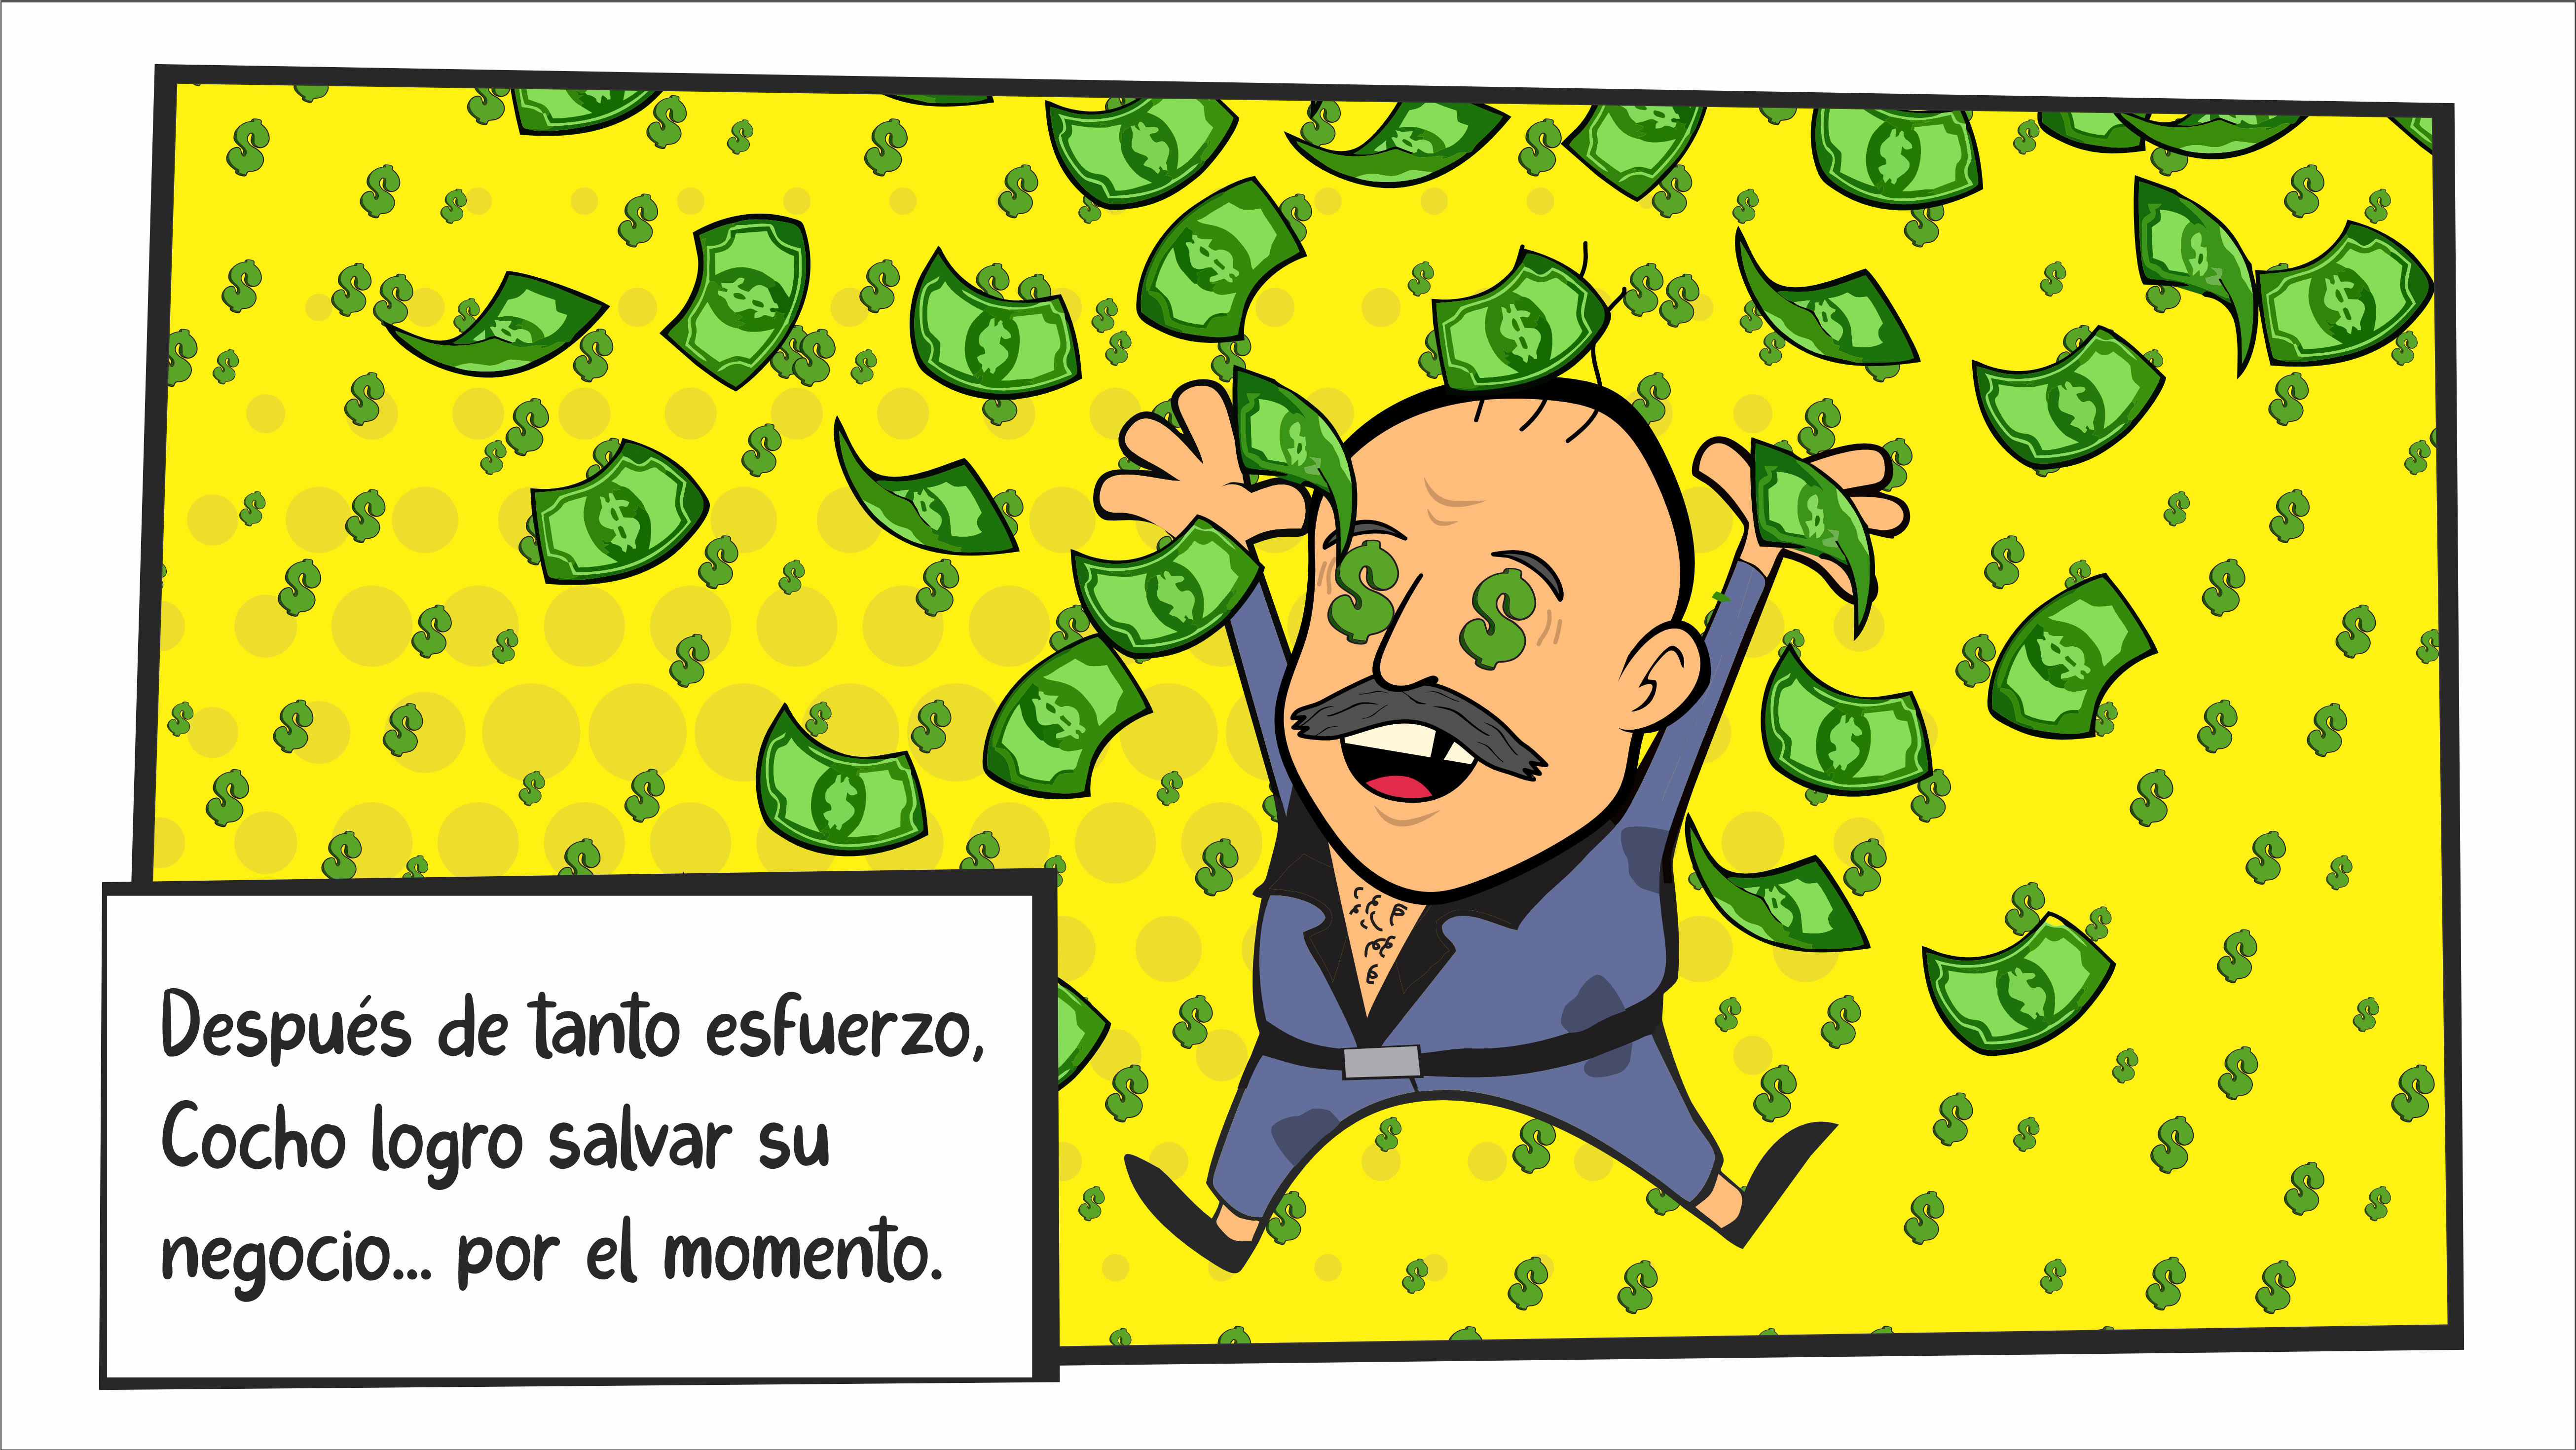 Después de tanto esfuerzo,
Cocho logro salvar su
negocio... por el momento.